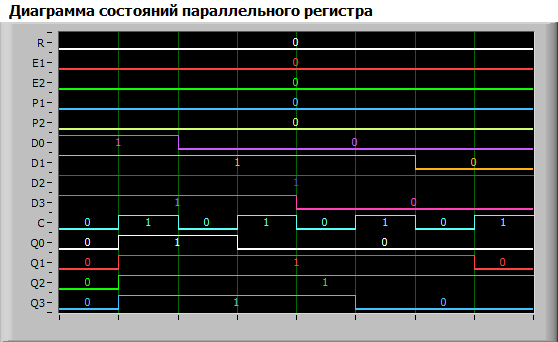 Диаграмма состояний параллельного регистра
R 0
E1 0
E2 0
P1 0
P2 0
D0 1 0
D1 1 0
D2 1
D3 1 0
C 0 1 0 1 0 1 0 1
Q0 0 1 0
Q1 0 1 0
Q2 0 1
Q3 0 1 0